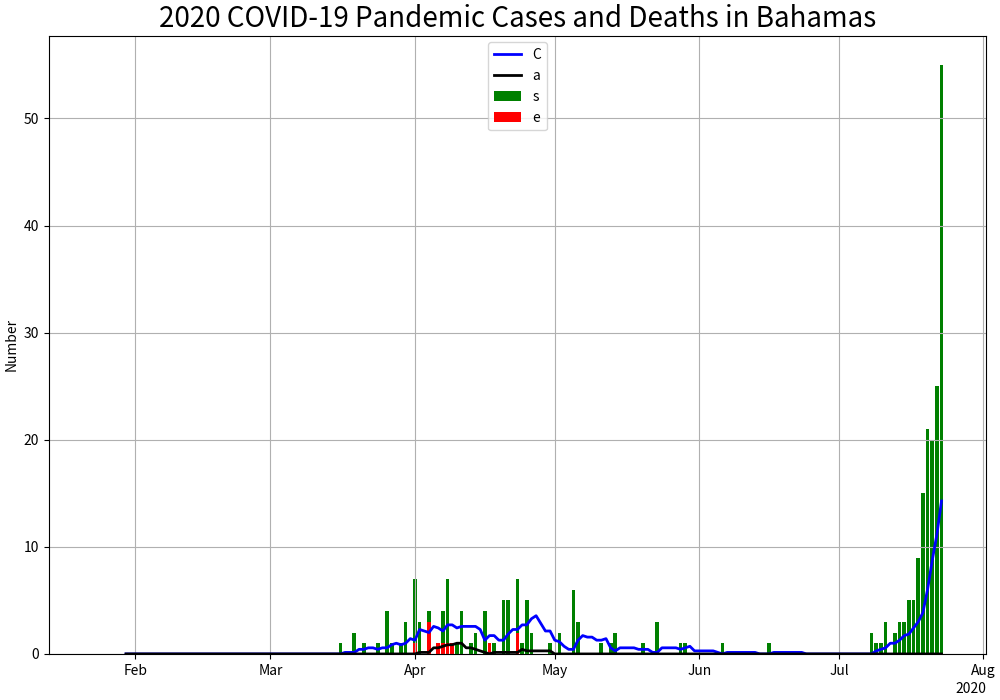 2020 COVID-19 Pandemic Cases and Deaths in Bahamas
C
a
s
e
Number
50
40
30
20
10
0
Feb
Mar
Apr
May
Jun
Jul
Aug
2020